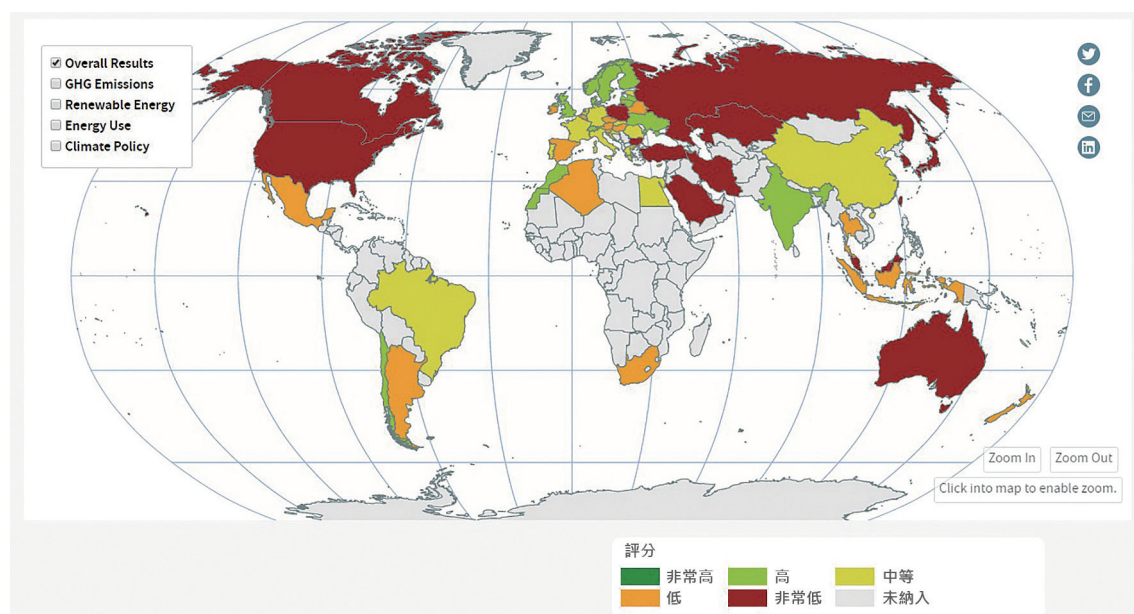 Overall Results
GHG Emissions
Renewable Energy
Energy Use
Climate Policy
Zoom In Zoom Out
Click into map to enable zoom.
評分
非常高 高 中等
低 非常低 未納入